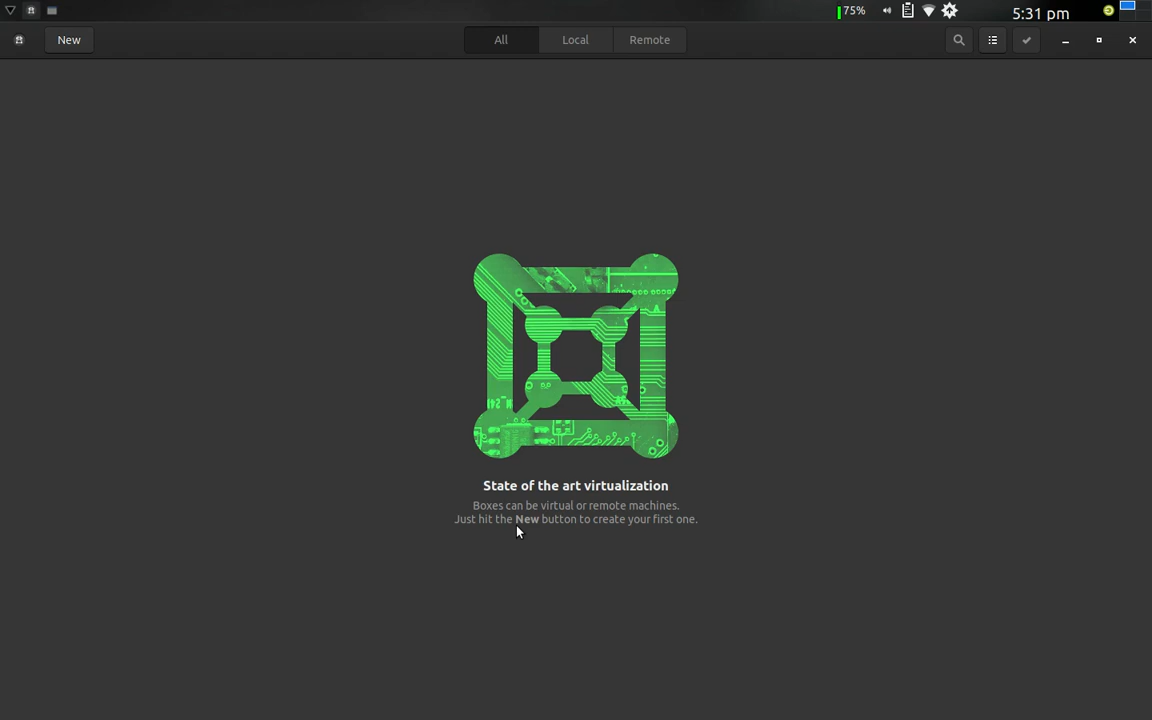 75%
5:31 pm
New
All
Local
Remote
State of the art virtualization
Boxes can be virtual or remote machines.
Just hit the New button to create your first one.